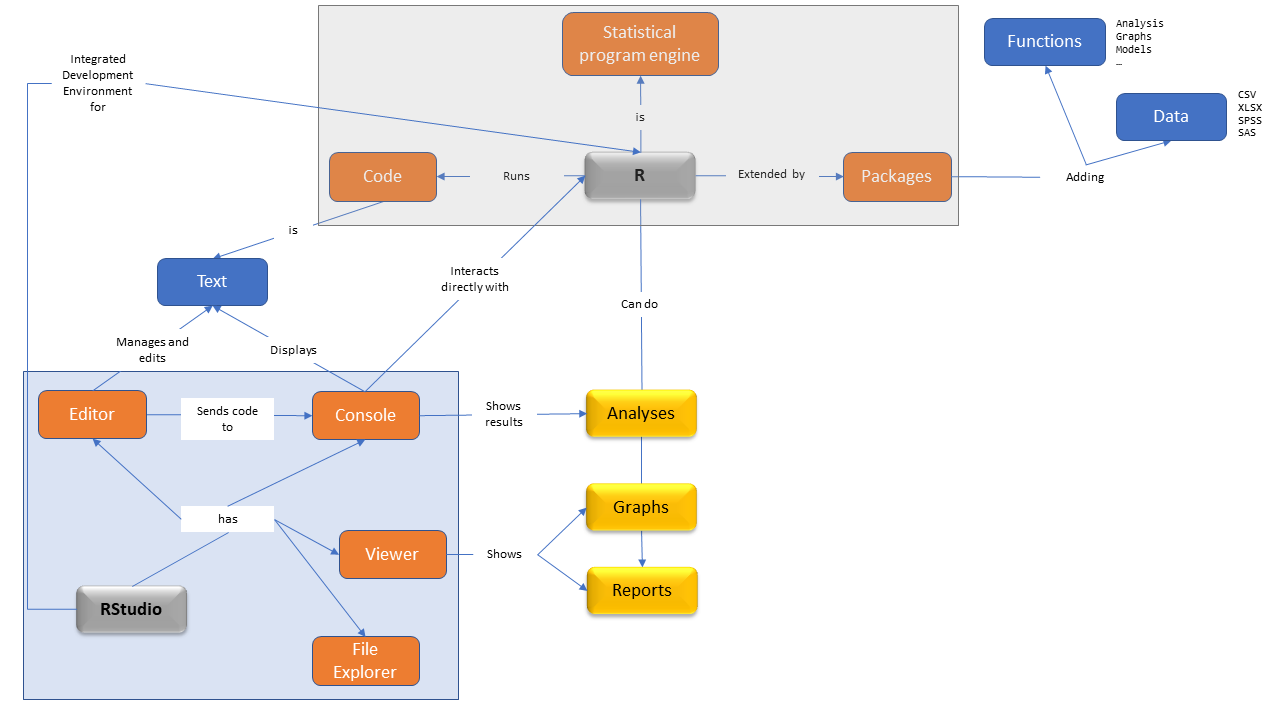 Statistical
program engine
Functions
Analysis
Graphs
Models
…
Integrated
Development
Environment
for
Data
CSV
XLSX
SPSS
SAS
is
Code
Runs
R
Extended by
Packages
Adding
is
Text
Interacts
directly with
Can do
Manages and
edits
Displays
Editor
Sends code
to
Console
Shows
results
Analyses
Graphs
has
Viewer
Shows
Reports
RStudio
File
Explorer